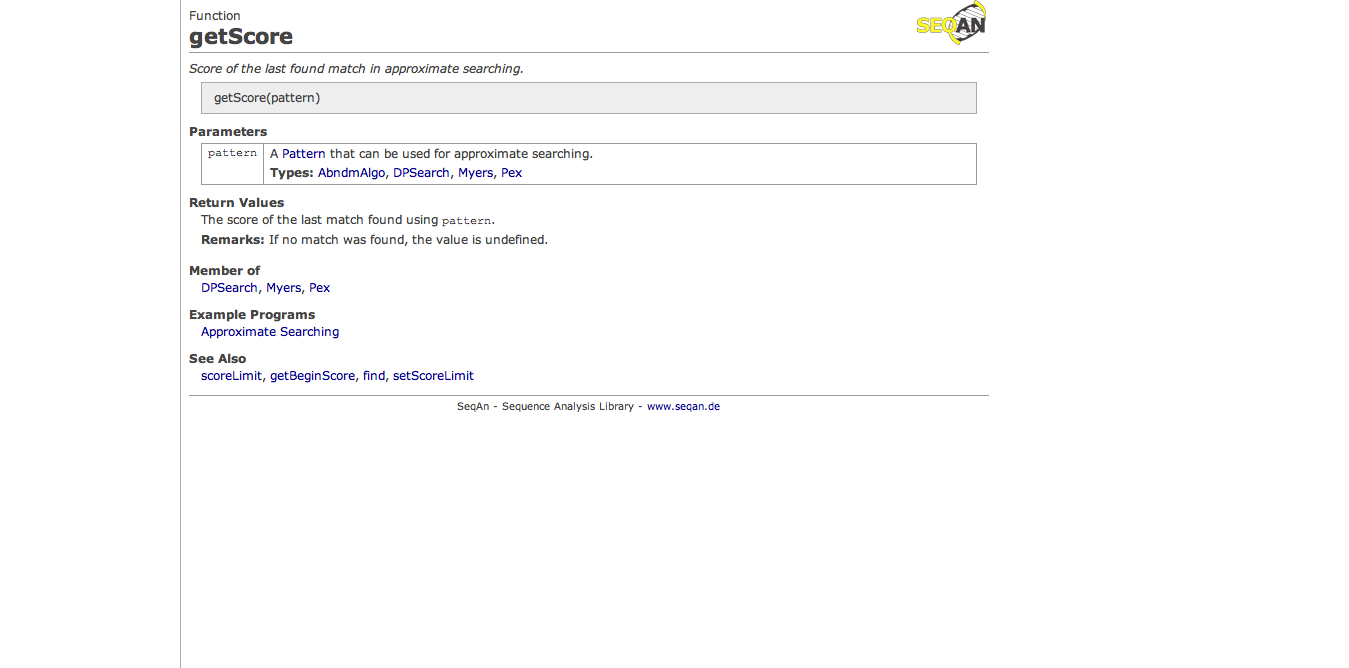 Function
SEQAN
getScore
Score of the last found match in approximate searching.
getScore(pattern)
Parameters
pattern A Pattern that can be used for approximate searching.
Types: AbndmAlgo, DPSearch, Myers, Pex
Return Values
The score of the last match found using pattern.
Remarks: If no match was found, the value is undefined.
Member of
DPSearch, Myers, Pex
Example Programs
Approximate Searching
See Also
scoreLimit, getBeginScore, find, setScoreLimit
SeqAn - Sequence Analysis Library - www.seqan.de